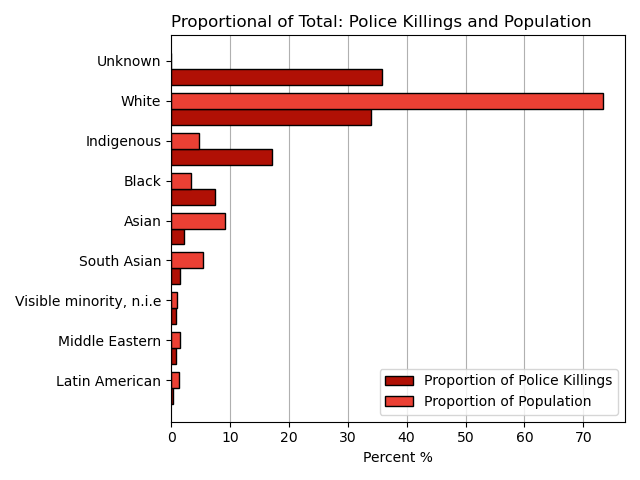 Proportional of Total: Police Killings and Population
Unknown
White
Indigenous
Black
Asian
South Asian
Visible minority, n.i.e
Middle Eastern
Latin American
Proportion of Police Killings
Proportion of Population
0 10 20 30 40 50 60 70
Percent %